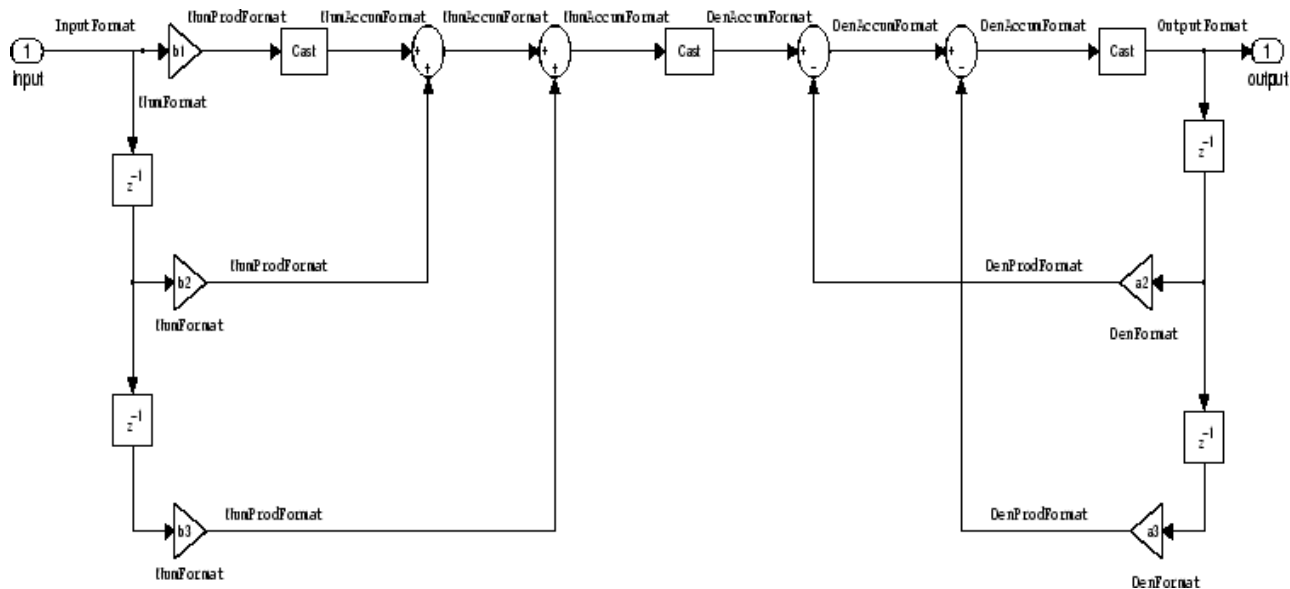 InputFormat
NumProdFormat
NumAccumFormat
NumAccumFormat
NumAccumFormat
DenAccumFormat
DenAccumFormat
DenAccumFormat
OutputFormat
1
b1
Cast
+
+
+
+
Cast
+
−
+
−
Cast
1
input
output
NumFormat
z⁻¹
z⁻¹
b2
NumProdFormat
DenProdFormat
a2
NumFormat
DenFormat
z⁻¹
z⁻¹
b3
NumProdFormat
DenProdFormat
a3
NumFormat
DenFormat